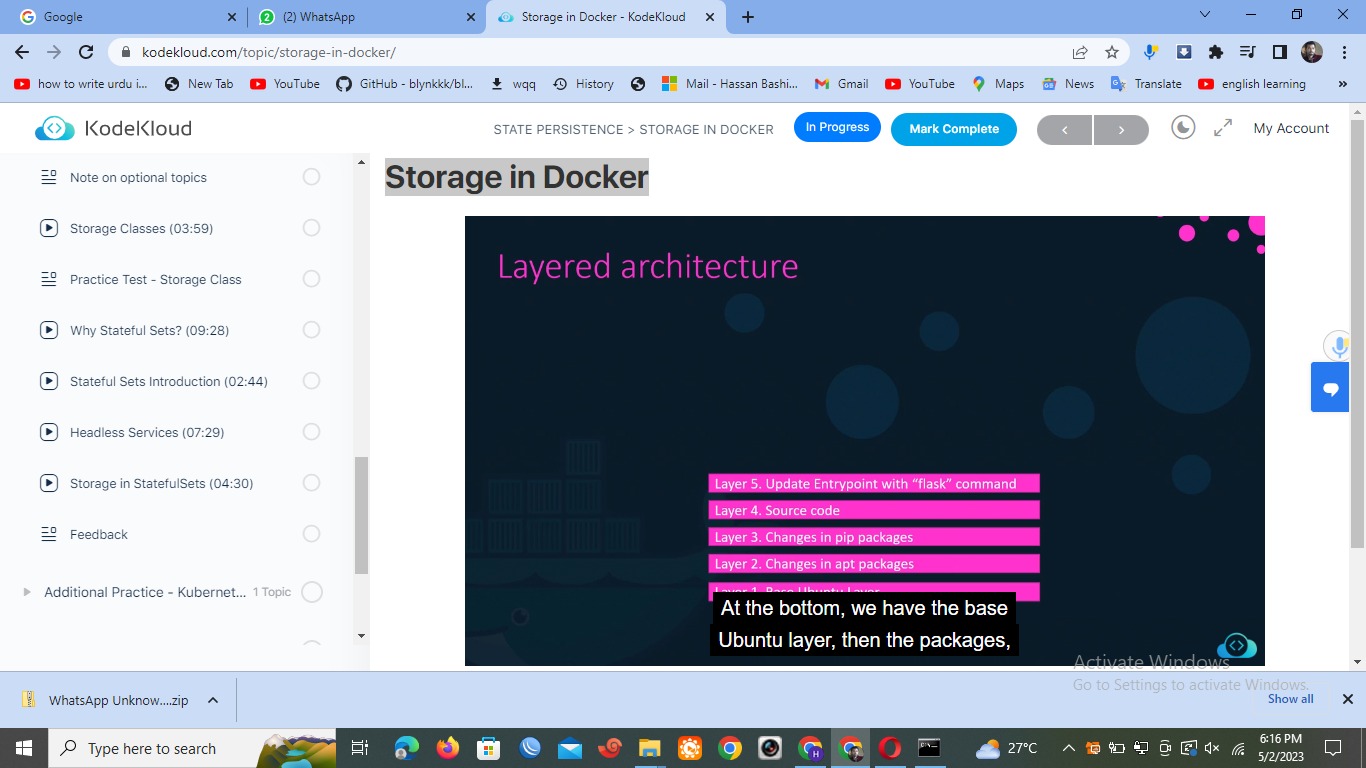 Google
(2) WhatsApp
Storage in Docker - KodeKloud
kodekloud.com/topic/storage-in-docker/
how to write urdu i...
New Tab
YouTube
GitHub - blynkkk/bl...
wqq
History
Mail - Hassan Bashi...
Gmail
YouTube
Maps
News
Translate
english learning
KodeKloud
STATE PERSISTENCE > STORAGE IN DOCKER
In Progress
Mark Complete
My Account
Note on optional topics
Storage Classes (03:59)
Practice Test - Storage Class
Why Stateful Sets? (09:28)
Stateful Sets Introduction (02:44)
Headless Services (07:29)
Storage in StatefulSets (04:30)
Feedback
Additional Practice - Kubernet... 1 Topic
Storage in Docker
Layered architecture
Layer 5. Update Entrypoint with “flask” command
Layer 4. Source code
Layer 3. Changes in pip packages
Layer 2. Changes in apt packages
Layer 1. Base Ubuntu Layer
At the bottom, we have the base
Ubuntu layer, then the packages,
Activate Windows
Go to Settings to activate Windows.
WhatsApp Unknow....zip
Show all
Type here to search
27°C
6:16 PM
5/2/2023